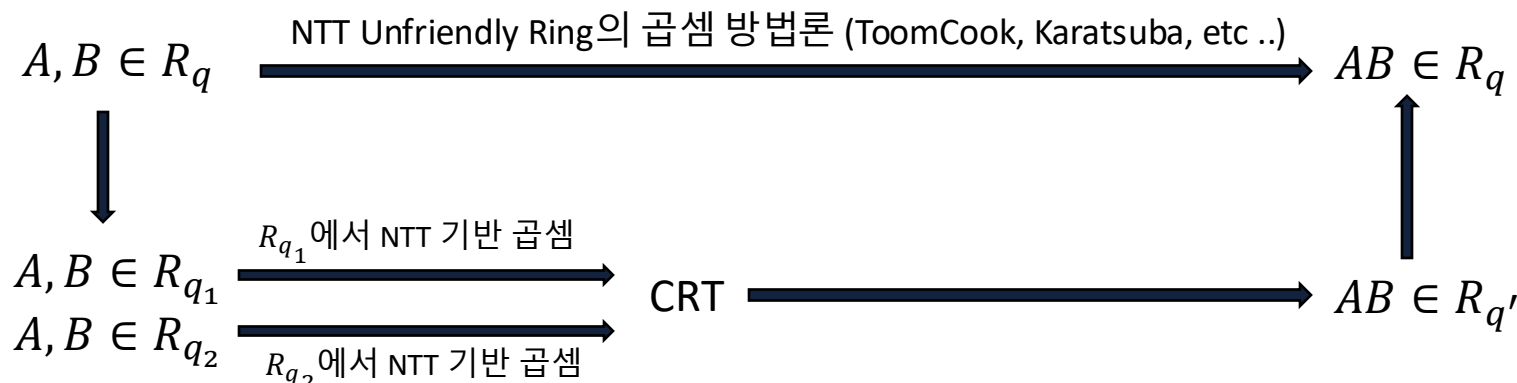 NTT Unfriendly Ring의 곱셈 방법론 (ToomCook, Karatsuba, etc ..)
A, B ∈ R_q
AB ∈ R_q
R_{q_1}에서 NTT 기반 곱셈
A, B ∈ R_{q_1}
CRT
AB ∈ R_{q'}
A, B ∈ R_{q_2}
R_{q_2}에서 NTT 기반 곱셈